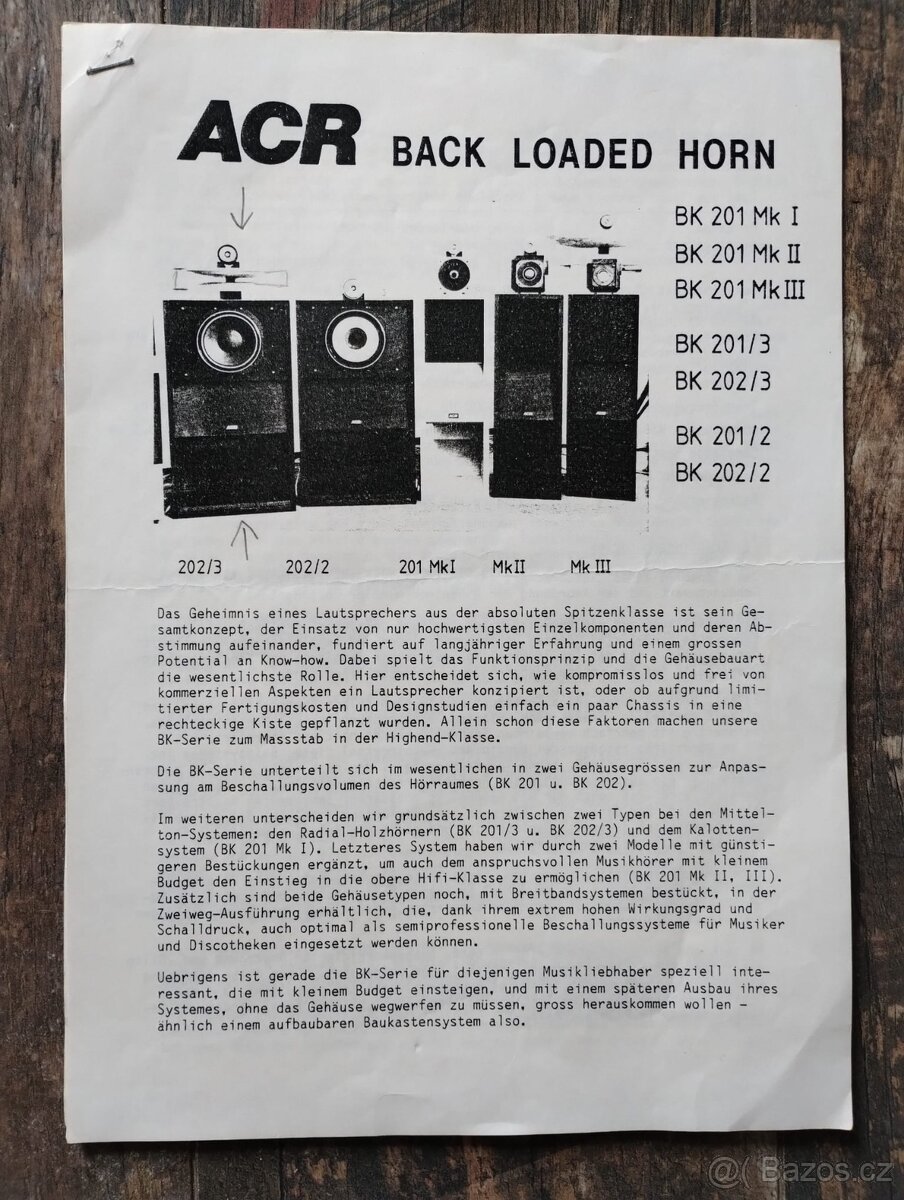 ACR BACK LOADED HORN
BK 201 Mk I
BK 201 Mk II
BK 201 Mk III
BK 201/3
BK 202/3
BK 201/2
BK 202/2
202/3 202/2 201 MkI MkII Mk III
Das Geheimnis eines Lautsprechers aus der absoluten Spitzenklasse ist sein Ge-
samtkonzept, der Einsatz von nur hochwertigsten Einzelkomponenten und deren Ab-
stimmung aufeinander, fundiert auf langjähriger Erfahrung und einem grossen
Potential an Know-how. Dabei spielt das Funktionsprinzip und die Gehäusebauart
die wesentlichste Rolle. Hier entscheidet sich, wie kompromisslos und frei von
kommerziellen Aspekten ein Lautsprecher konzipiert ist, oder ob aufgrund limi-
tierter Fertigungskosten und Designstudien einfach ein paar Chassis in eine
rechteckige Kiste gepflanzt wurden. Allein schon diese Faktoren machen unsere
BK-Serie zum Massstab in der Highend-Klasse.
Die BK-Serie unterteilt sich im wesentlichen in zwei Gehäusegrössen zur Anpas-
sung am Beschallungsvolumen des Hörraumes (BK 201 u. BK 202).
Im weiteren unterscheiden wir grundsätzlich zwischen zwei Typen bei den Mittel-
ton-Systemen: den Radial-Holzhörnern (BK 201/3 u. BK 202/3) und dem Kalotten-
system (BK 201 Mk I). Letzteres System haben wir durch zwei Modelle mit günsti-
geren Bestückungen ergänzt, um auch dem anspruchsvollen Musikhörer mit kleinem
Budget den Einstieg in die obere Hifi-Klasse zu ermöglichen (BK 201 Mk II, III).
Zusätzlich sind beide Gehäusetypen noch, mit Breitbandsystemen bestückt, in der
Zweiweg-Ausführung erhältlich, die, dank ihrem extrem hohen Wirkungsgrad und
Schalldruck, auch optimal als semiprofessionelle Beschallungssysteme für Musiker
und Discotheken eingesetzt werden können.
Uebrigens ist gerade die BK-Serie für diejenigen Musikliebhaber speziell inte-
ressant, die mit kleinem Budget einsteigen, und mit einem späteren Ausbau ihres
Systemes, ohne das Gehäuse wegwerfen zu müssen, gross herauskommen wollen -
ähnlich einem aufbaubaren Baukastensystem also.
Bazos.cz